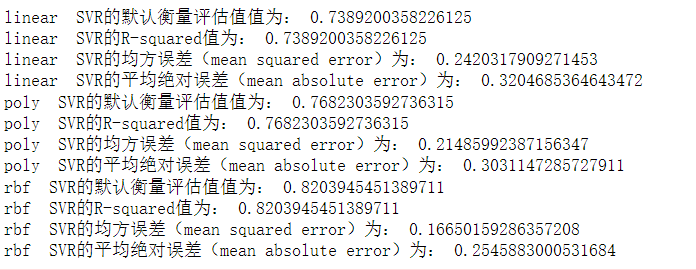 linear  SVR的默认衡量评估值值为： 0.7389200358226125
linear  SVR的R-squared值为： 0.7389200358226125
linear  SVR的均方误差（mean squared error）为： 0.2420317909271453
linear  SVR的平均绝对误差（mean absolute error）为： 0.3204685364643472
poly  SVR的默认衡量评估值值为： 0.7682303592736315
poly  SVR的R-squared值为： 0.7682303592736315
poly  SVR的均方误差（mean squared error）为： 0.21485992387156347
poly  SVR的平均绝对误差（mean absolute error）为： 0.3031147285727911
rbf  SVR的默认衡量评估值值为： 0.8203945451389711
rbf  SVR的R-squared值为： 0.8203945451389711
rbf  SVR的均方误差（mean squared error）为： 0.16650159286357208
rbf  SVR的平均绝对误差（mean absolute error）为： 0.2545883000531684